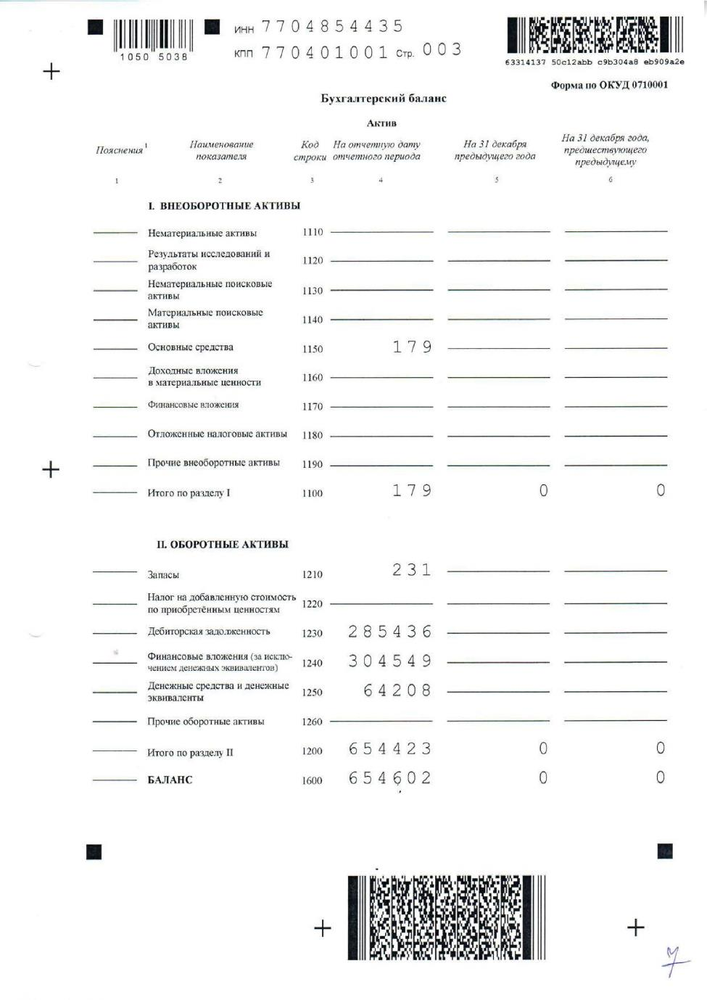 ИНН 7704854435
1050 5038
КПП 770401001 Стр. 003
63314137 50c12abb c9b304a8 eb909a2e
Форма по ОКУД 0710001
Бухгалтерский баланс
Актив
Пояснения 1 Наименование показателя Код строки На отчетную дату отчетного периода На 31 декабря предыдущего года На 31 декабря года, предшествующего предыдущему
1 2 3 4 5 6
I. ВНЕОБОРОТНЫЕ АКТИВЫ
Нематериальные активы 1110
Результаты исследований и
разработок 1120
Нематериальные поисковые
активы 1130
Материальные поисковые
активы 1140
Основные средства 1150 179
Доходные вложения
в материальные ценности 1160
Финансовые вложения 1170
Отложенные налоговые активы 1180
Прочие внеоборотные активы 1190
Итого по разделу I 1100 179 0 0
II. ОБОРОТНЫЕ АКТИВЫ
Запасы 1210 231
Налог на добавленную стоимость
по приобретённым ценностям 1220
Дебиторская задолженность 1230 285436
Финансовые вложения (за исклю-
чением денежных эквивалентов) 1240 304549
Денежные средства и денежные
эквиваленты 1250 64208
Прочие оборотные активы 1260
Итого по разделу II 1200 654423 0 0
БАЛАНС 1600 654602 0 0